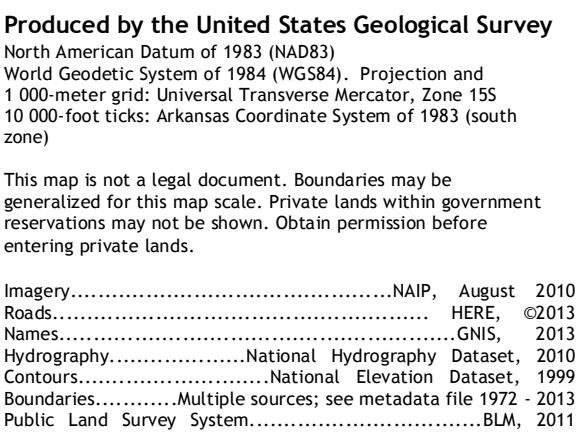 Produced by the United States Geological Survey
North American Datum of 1983 (NAD83)
World Geodetic System of 1984 (WGS84).  Projection and
1 000-meter grid: Universal Transverse Mercator, Zone 15S
10 000-foot ticks: Arkansas Coordinate System of 1983 (south
zone)
This map is not a legal document. Boundaries may be
generalized for this map scale. Private lands within government
reservations may not be shown. Obtain permission before
entering private lands.
Imagery...............................................NAIP, August 2010
Roads....................................................... HERE, ©2013
Names..........................................................GNIS, 2013
Hydrography....................National Hydrography Dataset, 2010
Contours............................National Elevation Dataset, 1999
Boundaries............Multiple sources; see metadata file 1972 - 2013
Public Land Survey System..................................BLM, 2011